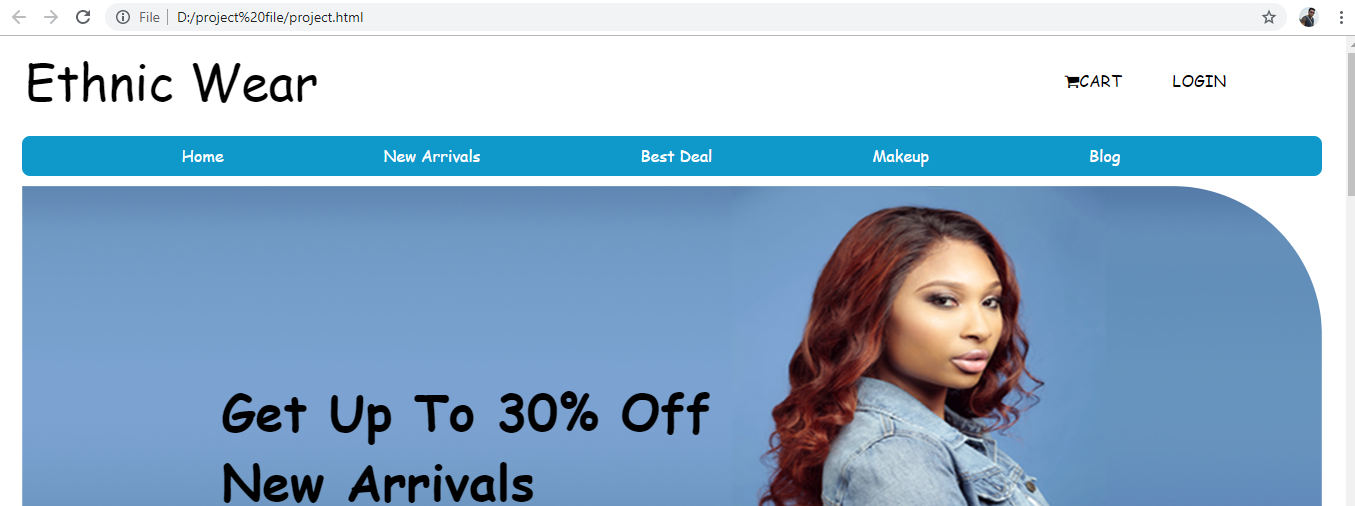 File D:/project%20file/project.html
Ethnic Wear
CART LOGIN
Home New Arrivals Best Deal Makeup Blog
Get Up To 30% Off
New Arrivals